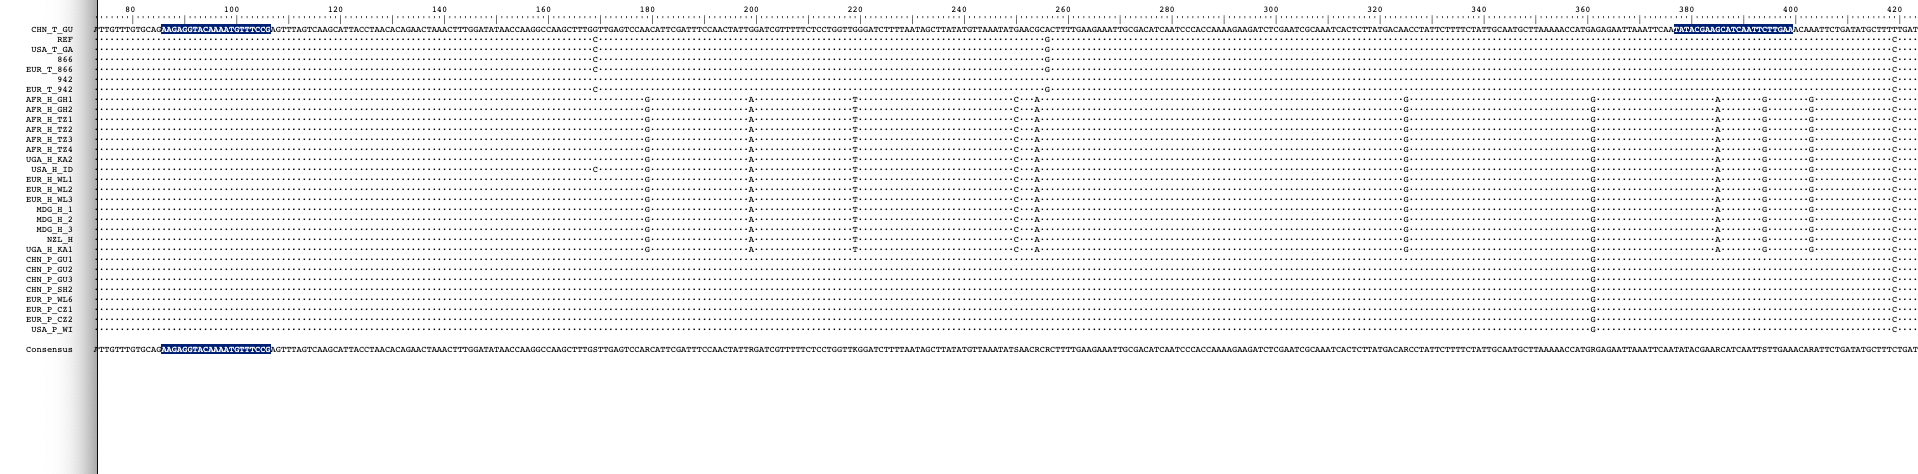 80 100 120 140 160 180 200 220 240 260 280 300 320 340 360 380 400 420
CHN_T_GU TTGTTTGTGCAGAAGAGGTACAAAATGTTTCCGAGTTTAGTCAAGCATTACCTAACACAGAACTAAACTTTGGATATAACCAAGGCCAAGCTTTGGTTGAGTCCAACATTCGATTTCCAACTATTGGATCGTTTTTCTCCTGGTTGGGATCTTTTTAATAGCTTATATGTTAAATATGAACGCACTTTTGAAGAAATTGCGACATCAATCCCACCAAAAGAAGATCTCGAATCGCAAATCACTCTTATGACAACCTATTCTTTTCTATTGCAATGCTTAAAAACCATGAGAGAATTAAATTCAATATACGAAGCATCAATTCTTGAAACAAATTCTGATATGCTTTTTGAT
REF
USA_T_GA
866
EUR_T_866 C G C
942 C
EUR_T_942 C G C
AFR_H_GH1 G A T C A G G A G G C
AFR_H_GH2 G A T C A G G A G G C
AFR_H_TZ1 G A T C A G G A G G C
AFR_H_TZ2 G A T C A G G A G G C
AFR_H_TZ3 G A T C A G G A G G C
AFR_H_TZ4 G A T C A G G A G G C
UGA_H_KA2 G A T C A G G A G G C
USA_H_ID C G A T C A G G A G G C
EUR_H_WL1 G A T C A G G A G G C
EUR_H_WL2 G A T C A G G A G G C
EUR_H_WL3 G A T C A G G A G G C
MDG_H_1 G A T C A G G A G G C
MDG_H_2 G A T C A G G A G G C
MDG_H_3 G A T C A G G A G G C
NZL_H G A T C A G G A G G C
UGA_H_KA1 G A T C A G G A G G C
CHN_P_GU1 G C
CHN_P_GU2 G C
CHN_P_GU3 G C
CHN_P_SH2 G C
EUR_P_WL6 G C
EUR_P_CZ1 G C
EUR_P_CZ2 G C
USA_P_WI G C
Consensus TTGTTTGTGCAGAAGAGGTACAAAATGTTTCCGAGTTTAGTCAAGCATTACCTAACACAGAACTAAACTTTGGATATAACCAAGGCCAAGCTTTGSTTGAGTCCARCATTCGATTTCCAACTATTRGATCGTTTTTCTCCTGGTTKGGATCTTTTTAATAGCTTATATGTTAAATATSAACRCRCTTTTGAAGAAATTGCGACATCAATCCCACCAAAAGAAGATCTCGAATCGCAAATCACTCTTATGACARCCTATTCTTTTCTATTGCAATGCTTAAAAACCATGRGAGAATTAAATTCAATATACGAARCATCAATTSTTGAAACARATTCTGATATGCTTTCTGAT